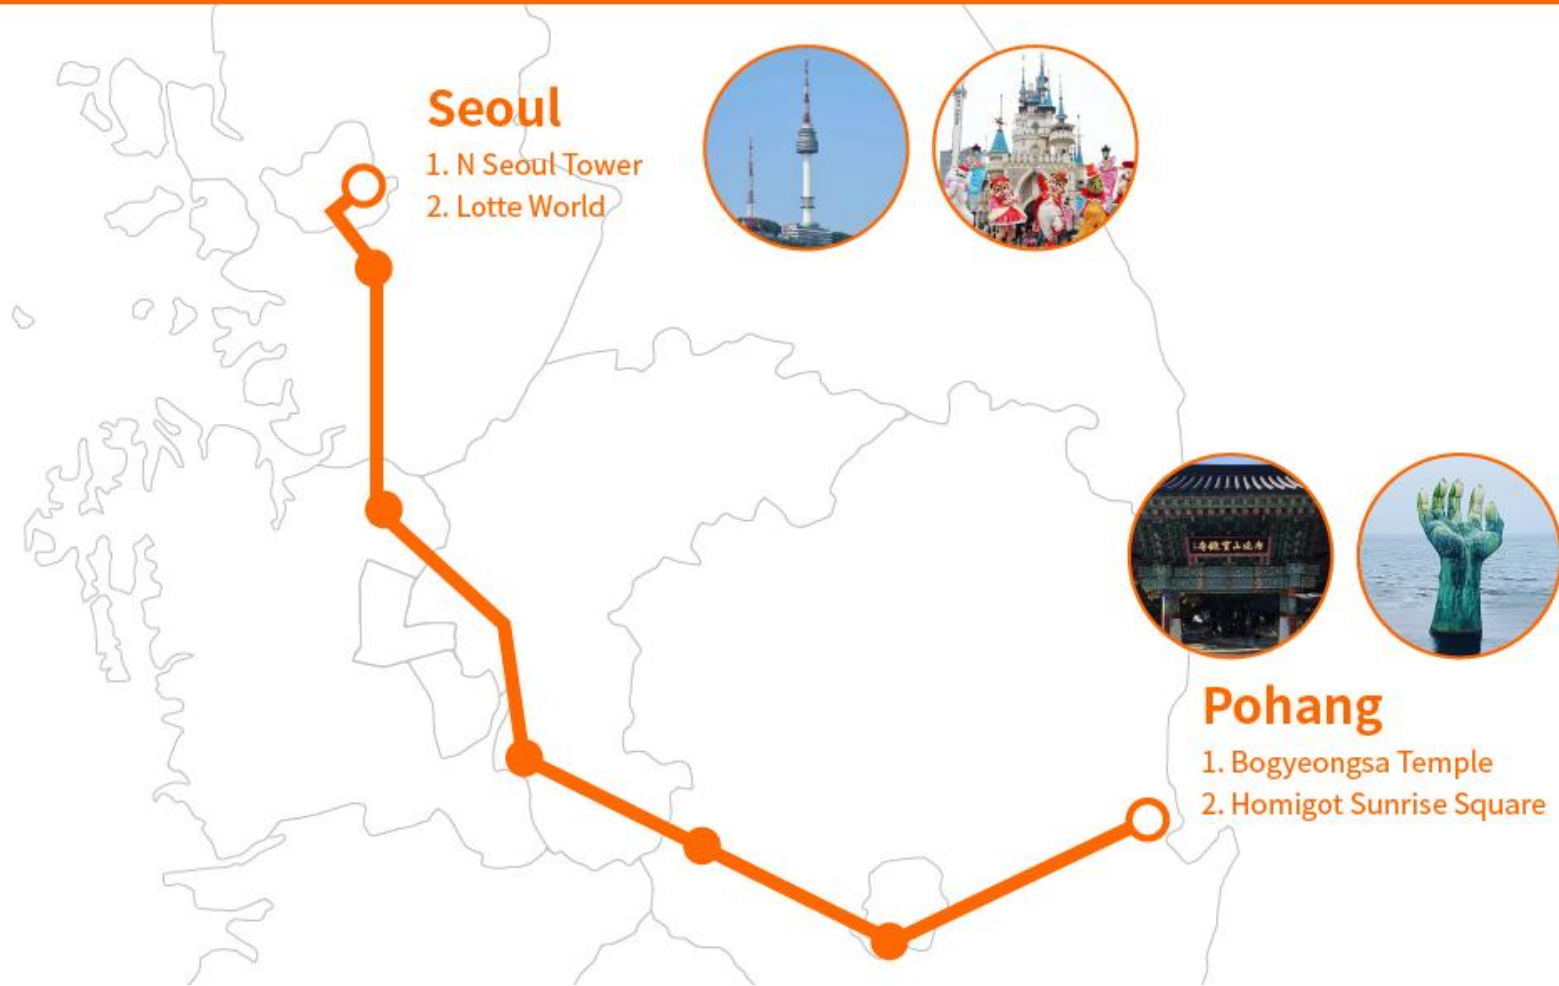 Seoul
1. N Seoul Tower
2. Lotte World
Pohang
1. Bogyeongsa Temple
2. Homigot Sunrise Square